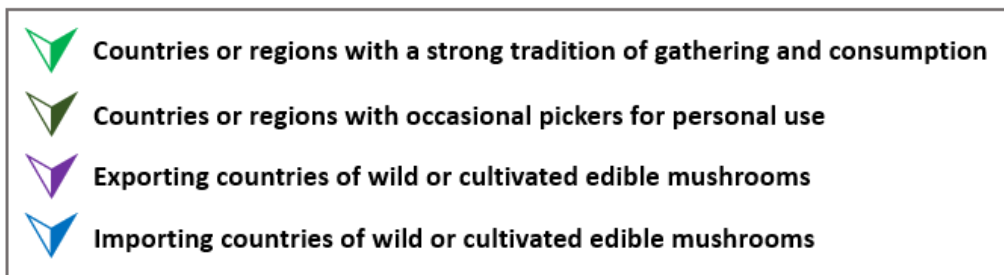 Countries or regions with a strong tradition of gathering and consumption
Countries or regions with occasional pickers for personal use
Exporting countries of wild or cultivated edible mushrooms
Importing countries of wild or cultivated edible mushrooms